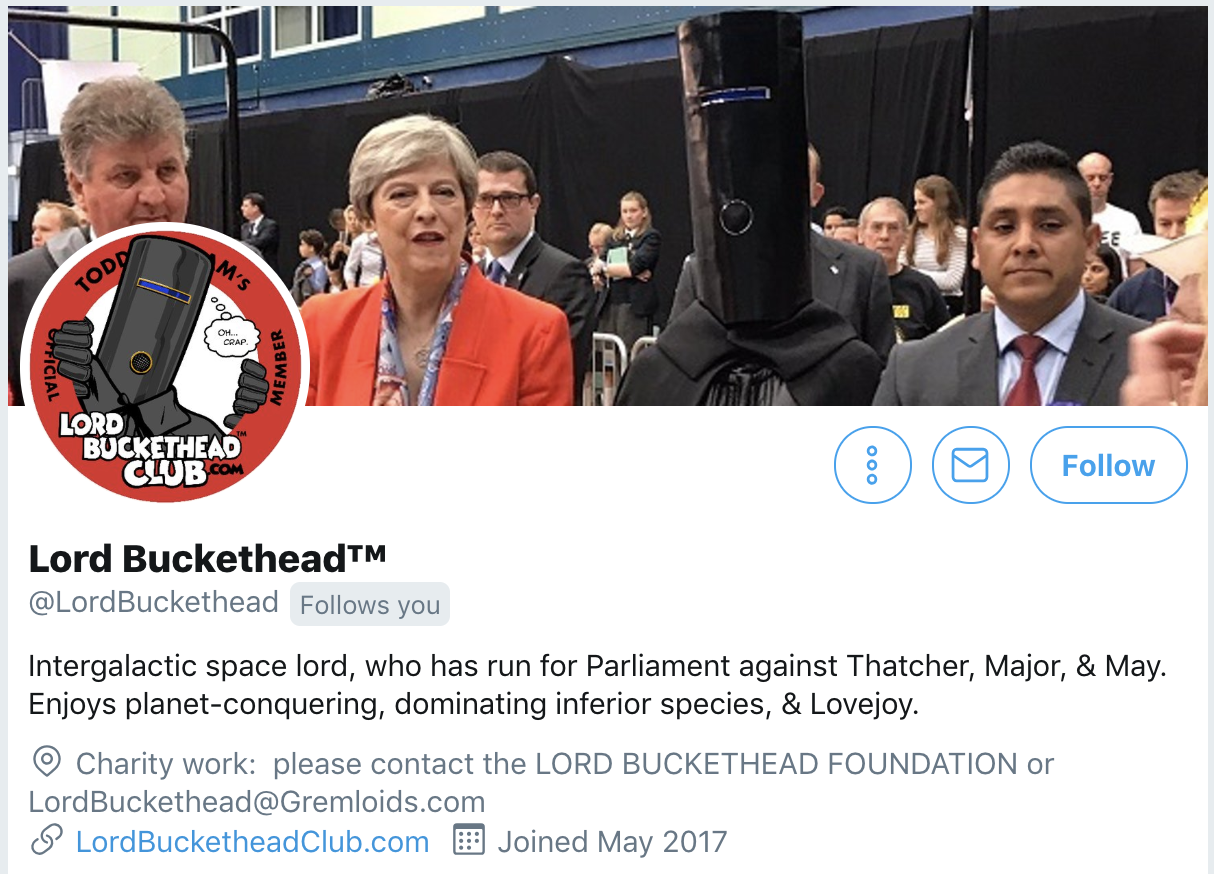 TODD AM'S
OFFICIAL
MEMBER
OH...
CRAP.
LORD
BUCKETHEAD™
CLUB.COM
Follow
Lord Buckethead™
@LordBuckethead Follows you
Intergalactic space lord, who has run for Parliament against Thatcher, Major, & May.
Enjoys planet-conquering, dominating inferior species, & Lovejoy.
Charity work:  please contact the LORD BUCKETHEAD FOUNDATION or
LordBuckethead@Gremloids.com
LordBucketheadClub.com Joined May 2017